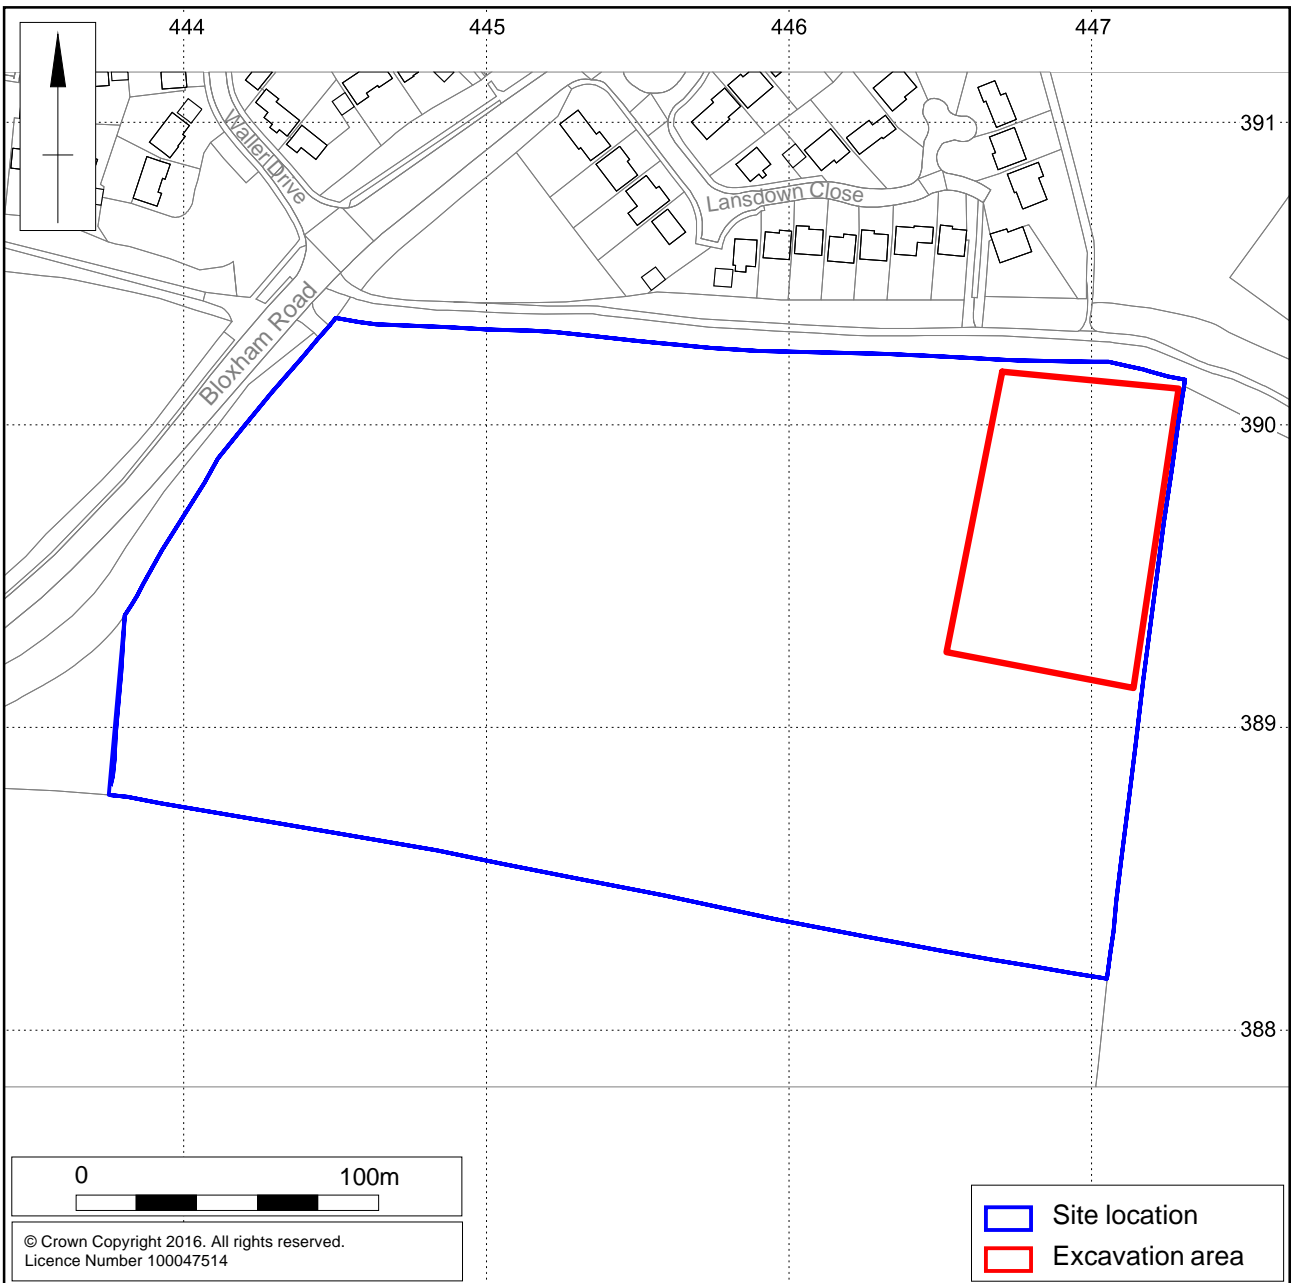 444 445 446 447
391
Waller Drive
Lansdown Close
Bloxham Road
390
389
388
0 100m
© Crown Copyright 2016. All rights reserved.
Licence Number 100047514
Site location
Excavation area